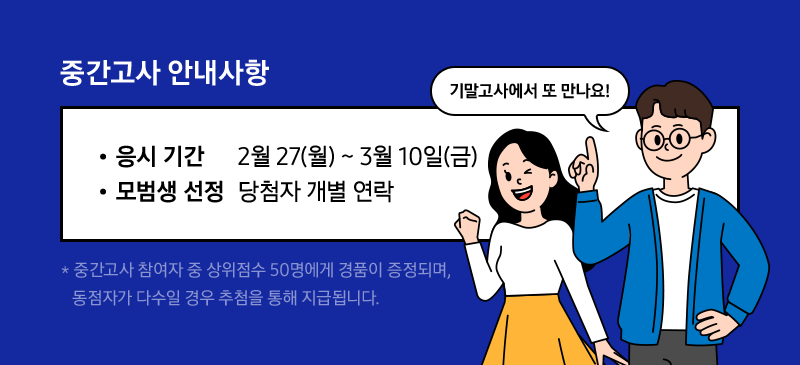 중간고사 안내사항
기말고사에서 또 만나요!
• 응시 기간 2월 27(월) ~ 3월 10일(금)
• 모범생 선정 당첨자 개별 연락
* 중간고사 참여자 중 상위점수 50명에게 경품이 증정되며,
동점자가 다수일 경우 추첨을 통해 지급됩니다.